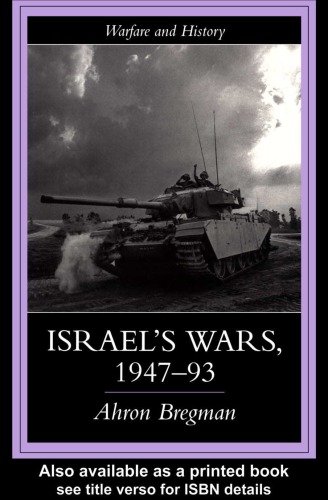 Warfare and History
ISRAEL'S WARS,
1947–93
Ahron Bregman
Also available as a printed book
see title verso for ISBN details